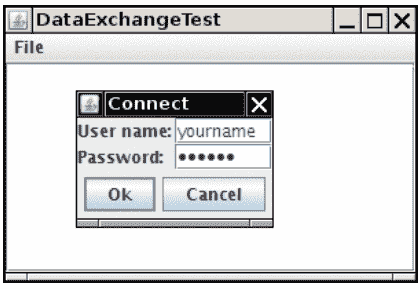 DataExchangeTest
File
Connect
User name: yourname
Password: ••••••
Ok Cancel